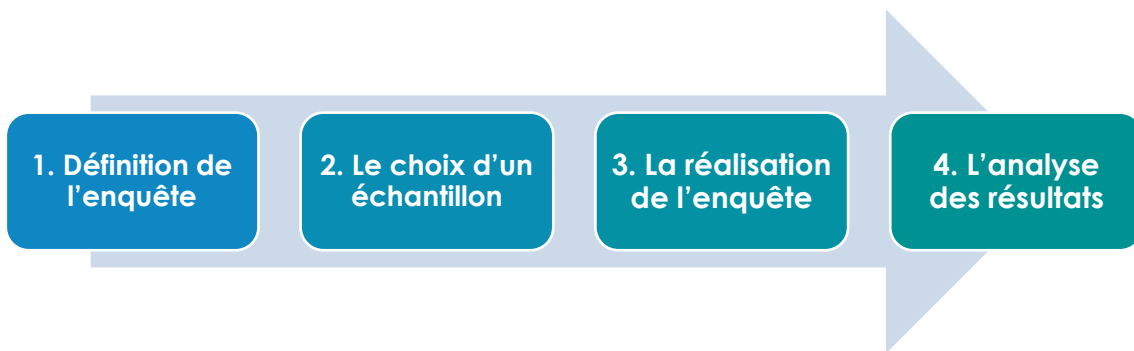 1. Définition de
l’enquête
2. Le choix d’un
échantillon
3. La réalisation
de l’enquête
4. L’analyse
des résultats